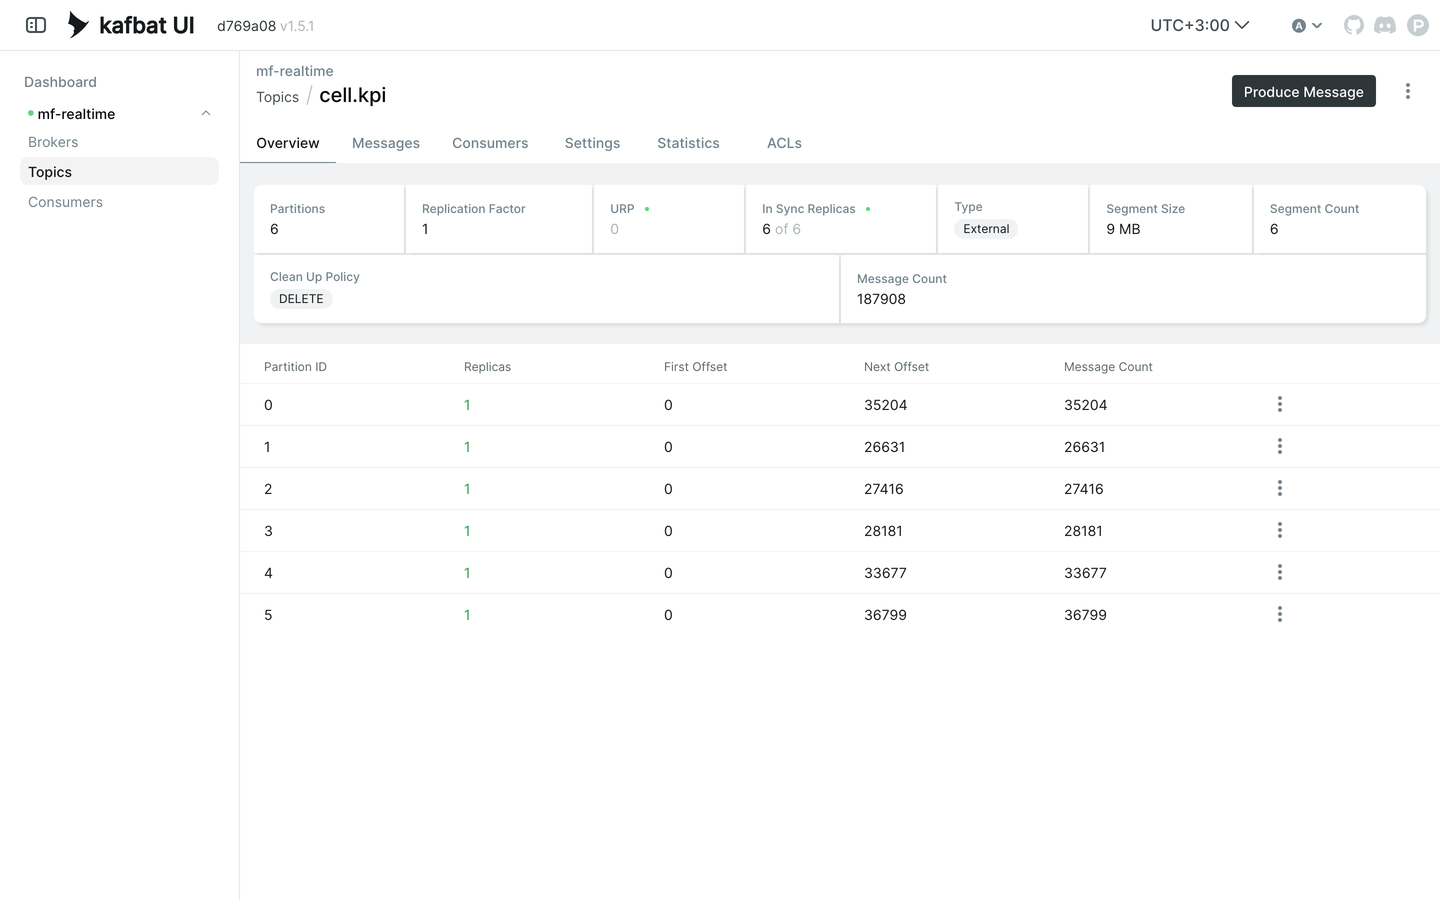 kafbat UI d769a08 v1.5.1 UTC+3:00 A P
Dashboard
mf-realtime
Brokers
Topics
Consumers
mf-realtime
Topics / cell.kpi
Produce Message
Overview Messages Consumers Settings Statistics ACLs
Partitions Replication Factor URP In Sync Replicas Type Segment Size Segment Count
6 1 0 6 of 6 External 9 MB 6
Clean Up Policy Message Count
DELETE 187908
Partition ID Replicas First Offset Next Offset Message Count
0 1 0 35204 35204
1 1 0 26631 26631
2 1 0 27416 27416
3 1 0 28181 28181
4 1 0 33677 33677
5 1 0 36799 36799